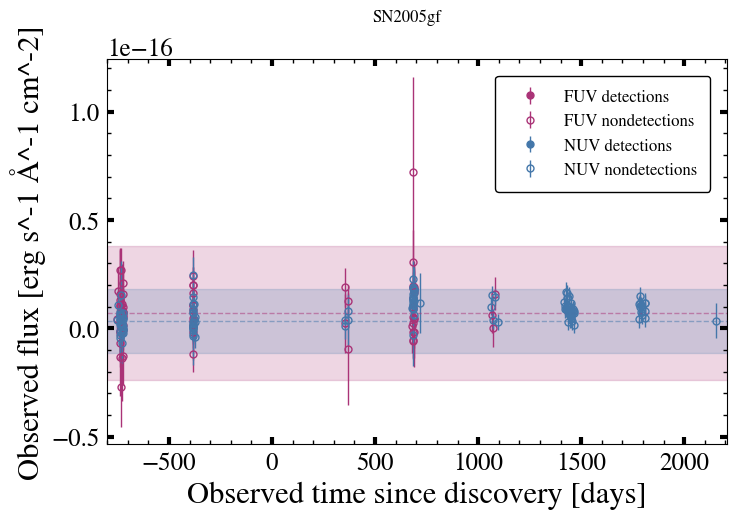 SN2005gf
1e−16
Observed flux [erg s^-1 Å^-1 cm^-2]
1.0
0.5
0.0
−0.5
FUV detections
FUV nondetections
NUV detections
NUV nondetections
−500 0 500 1000 1500 2000
Observed time since discovery [days]